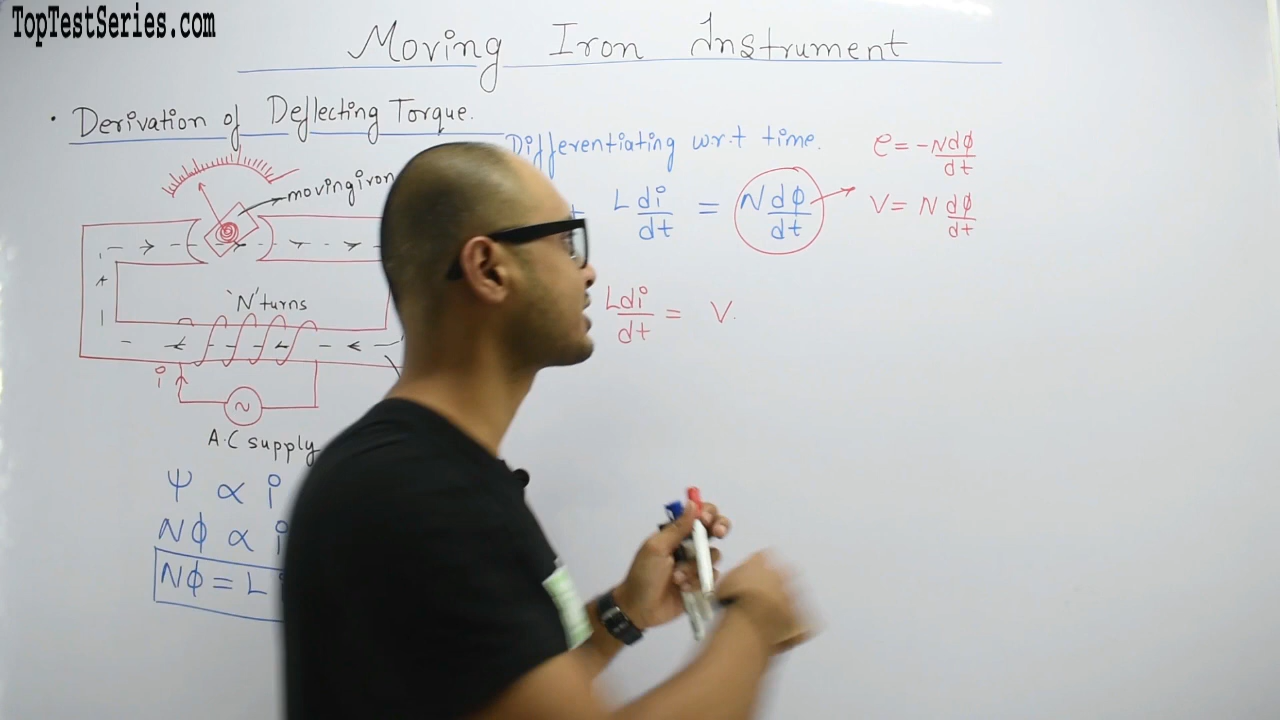 TopTestSeries.com
Moving Iron Instrument
· Derivation of Deflecting Torque.
moving iron
'N' turns
i
A.C supply
Ψ ∝ i
Nϕ ∝ i
Nϕ = L
Differentiating w.r.t time.
L di/dt = N dϕ/dt
e = -N dϕ/dt
V = N dϕ/dt
L di/dt = V.